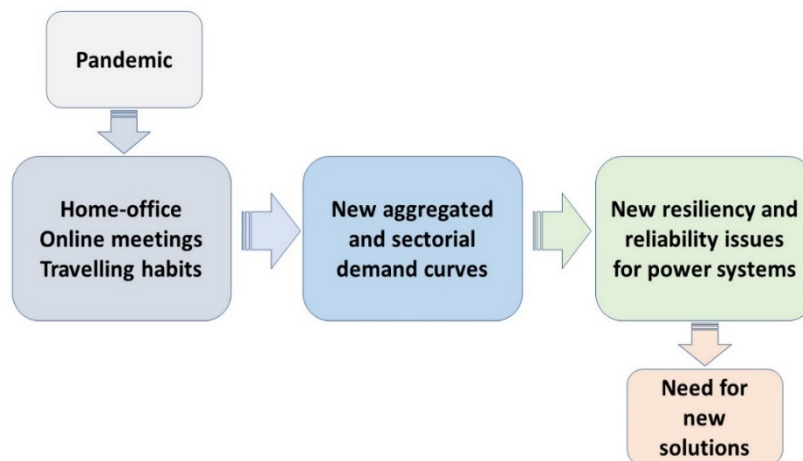 Pandemic
Home-office
Online meetings
Travelling habits
New aggregated
and sectorial
demand curves
New resiliency and
reliability issues
for power systems
Need for
new
solutions